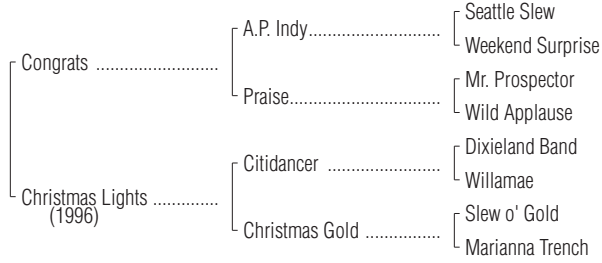 Seattle Slew
A.P. Indy..............................
Weekend Surprise
Congrats ............................
Mr. Prospector
Praise...................................
Wild Applause
Dixieland Band
Citidancer ..........................
Willamae
Christmas Lights ...............
(1996)
Slew o' Gold
Christmas Gold .................
Marianna Trench